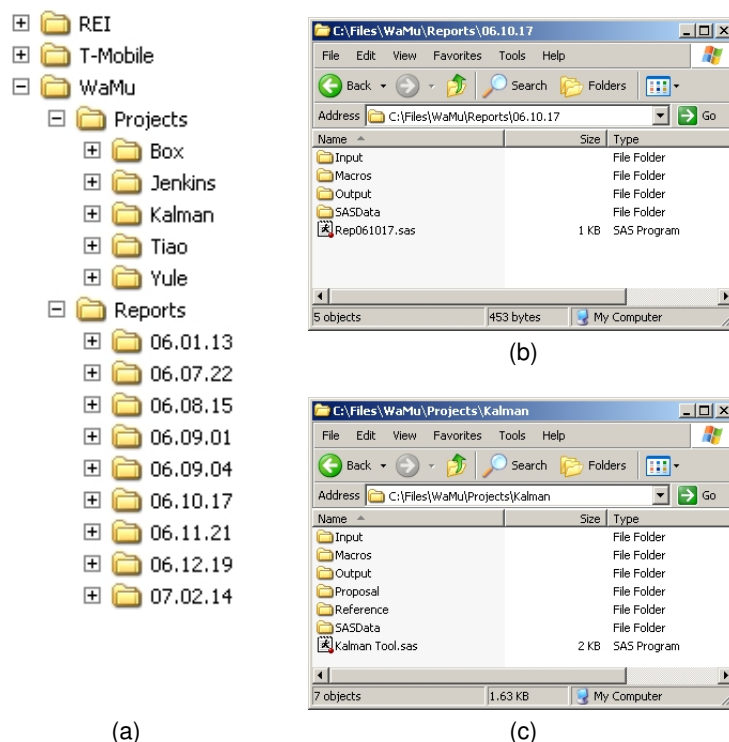 REI
T-Mobile
WaMu
Projects
Box
Jenkins
Kalman
Tiao
Yule
Reports
06.01.13
06.07.22
06.08.15
06.09.01
06.09.04
06.10.17
06.11.21
06.12.19
07.02.14
(a)
C:\Files\WaMu\Reports\06.10.17
File Edit View Favorites Tools Help
Back Search Folders
Address C:\Files\WaMu\Reports\06.10.17 Go
Name Size Type
Input File Folder
Macros File Folder
Output File Folder
SASData File Folder
Rep061017.sas 1 KB SAS Program
5 objects 453 bytes My Computer
(b)
C:\Files\WaMu\Projects\Kalman
File Edit View Favorites Tools Help
Back Search Folders
Address C:\Files\WaMu\Projects\Kalman Go
Name Size Type
Input File Folder
Macros File Folder
Output File Folder
Proposal File Folder
Reference File Folder
SASData File Folder
Kalman Tool.sas 2 KB SAS Program
7 objects 1.63 KB My Computer
(c)